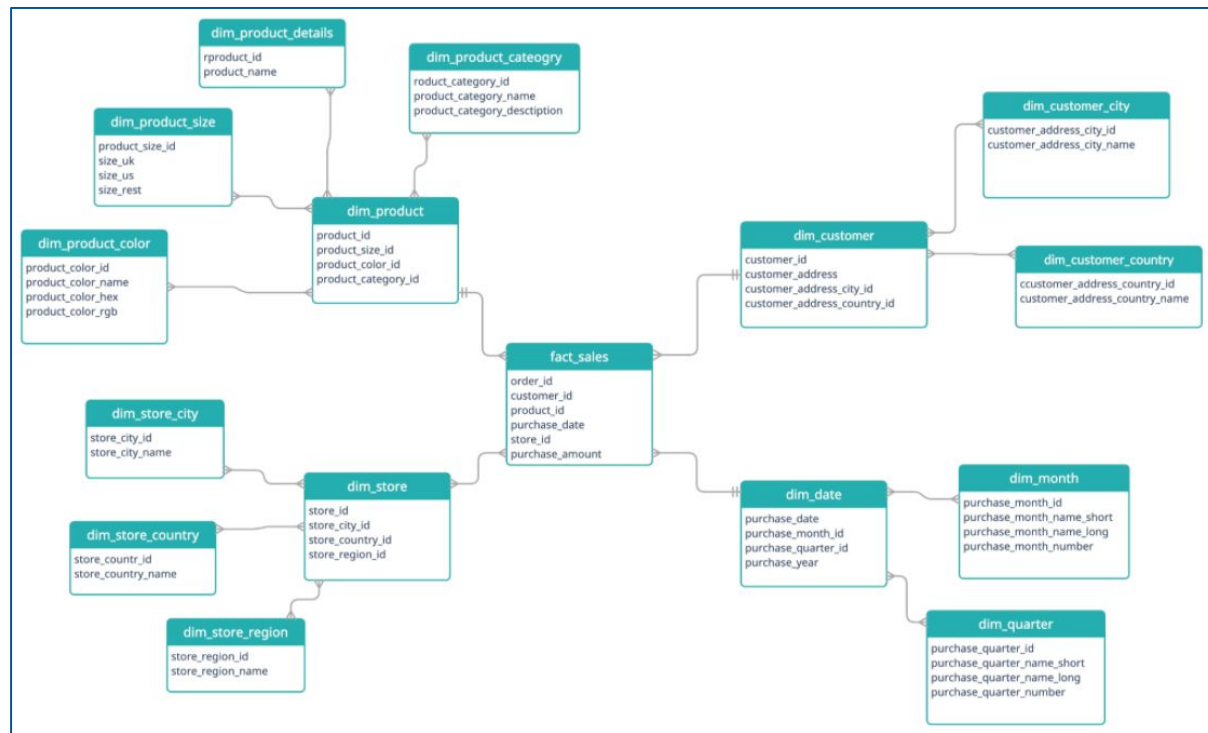 dim_product_details
rproduct_id
product_name
dim_product_cateogry
roduct_category_id
product_category_name
product_category_desctiption
dim_product_size
product_size_id
size_uk
size_us
size_rest
dim_product_color
product_color_id
product_color_name
product_color_hex
product_color_rgb
dim_product
product_id
product_size_id
product_color_id
product_category_id
dim_customer_city
customer_address_city_id
customer_address_city_name
dim_customer
customer_id
customer_address
customer_address_city_id
customer_address_country_id
dim_customer_country
ccustomer_address_country_id
customer_address_country_name
fact_sales
order_id
customer_id
product_id
purchase_date
store_id
purchase_amount
dim_store_city
store_city_id
store_city_name
dim_store
store_id
store_city_id
store_country_id
store_region_id
dim_store_country
store_countr_id
store_country_name
dim_store_region
store_region_id
store_region_name
dim_date
purchase_date
purchase_month_id
purchase_quarter_id
purchase_year
dim_month
purchase_month_id
purchase_month_name_short
purchase_month_name_long
purchase_month_number
dim_quarter
purchase_quarter_id
purchase_quarter_name_short
purchase_quarter_name_long
purchase_quarter_number